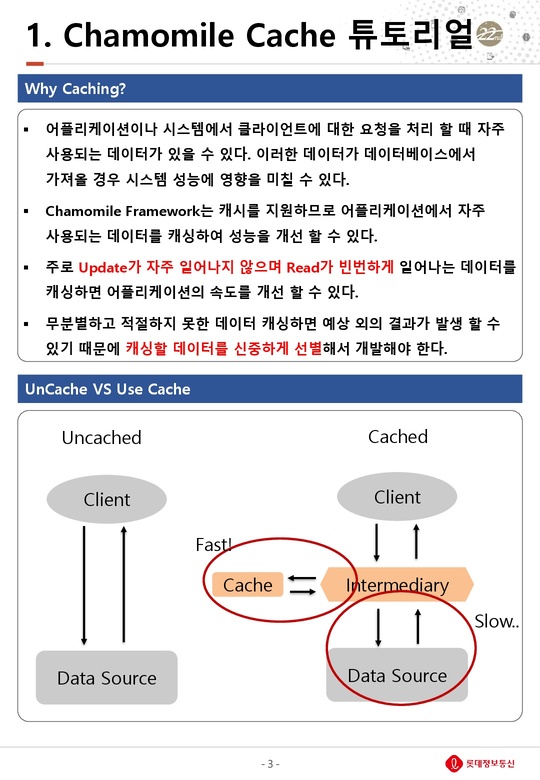 1. Chamomile Cache 튜토리얼
22
Why Caching?
▪ 어플리케이션이나 시스템에서 클라이언트에 대한 요청을 처리 할 때 자주
사용되는 데이터가 있을 수 있다. 이러한 데이터가 데이터베이스에서
가져올 경우 시스템 성능에 영향을 미칠 수 있다.
▪ Chamomile Framework는 캐시를 지원하므로 어플리케이션에서 자주
사용되는 데이터를 캐싱하여 성능을 개선 할 수 있다.
▪ 주로 Update가 자주 일어나지 않으며 Read가 빈번하게 일어나는 데이터를
캐싱하면 어플리케이션의 속도를 개선 할 수 있다.
▪ 무분별하고 적절하지 못한 데이터 캐싱하면 예상 외의 결과가 발생 할 수
있기 때문에 캐싱할 데이터를 신중하게 선별해서 개발해야 한다.
UnCache VS Use Cache
Uncached
Cached
Client
Client
Fast!
Cache
Intermediary
Slow..
Data Source
Data Source
- 3 -
롯데정보통신